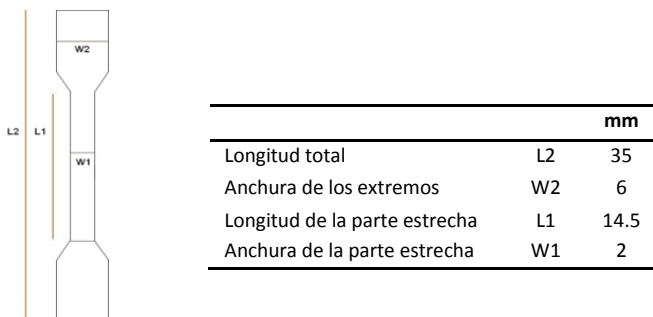 W2
L2 L1
W1
mm
Longitud total L2 35
Anchura de los extremos W2 6
Longitud de la parte estrecha L1 14.5
Anchura de la parte estrecha W1 2